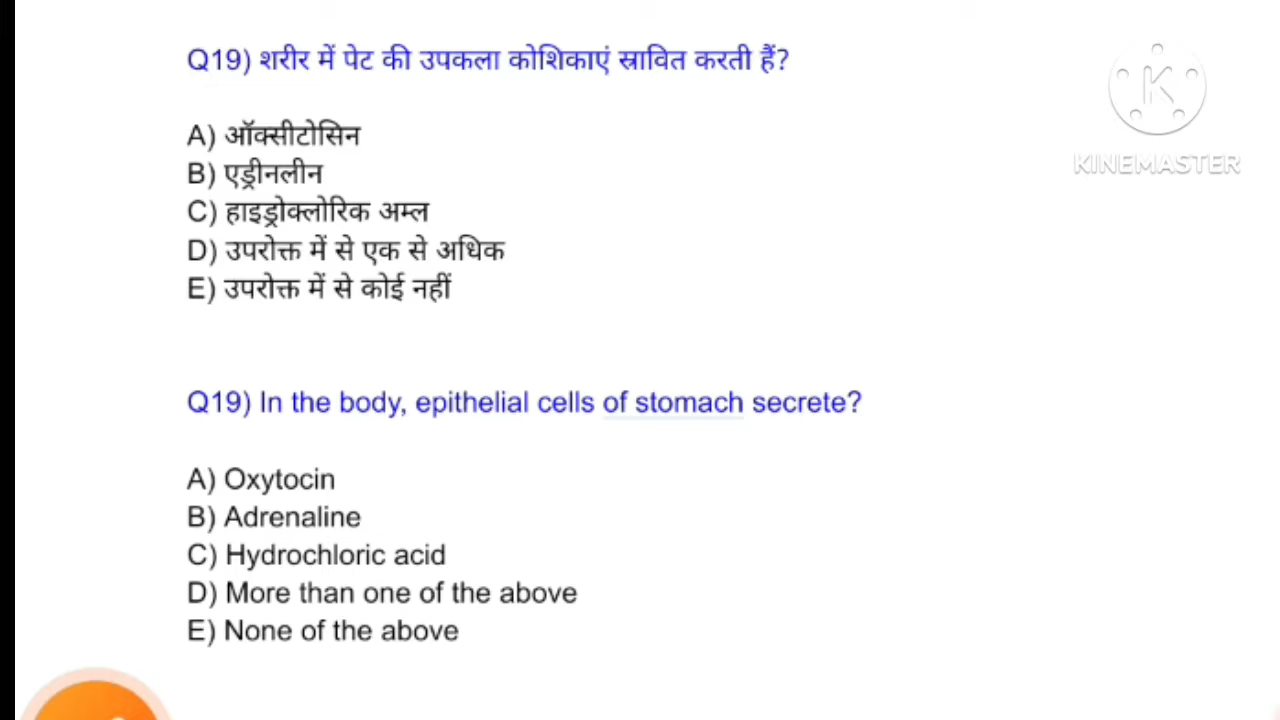 Q19) शरीर में पेट की उपकला कोशिकाएं स्रावित करती हैं?
A) ऑक्सीटोसिन
B) एड्रीनलीन
C) हाइड्रोक्लोरिक अम्ल
D) उपरोक्त में से एक से अधिक
E) उपरोक्त में से कोई नहीं
K
KINEMASTER
Q19) In the body, epithelial cells of stomach secrete?
A) Oxytocin
B) Adrenaline
C) Hydrochloric acid
D) More than one of the above
E) None of the above